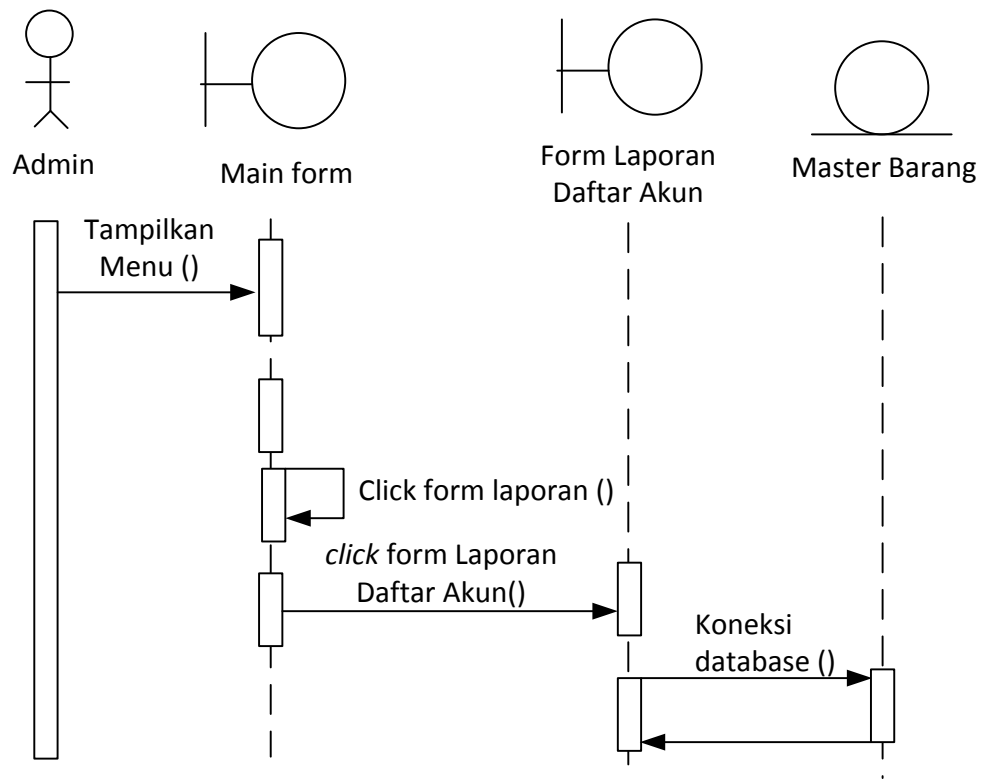 Admin
Main form
Form Laporan
Daftar Akun
Master Barang
Tampilkan
Menu ()
Click form laporan ()
click form Laporan
Daftar Akun()
Koneksi
database ()